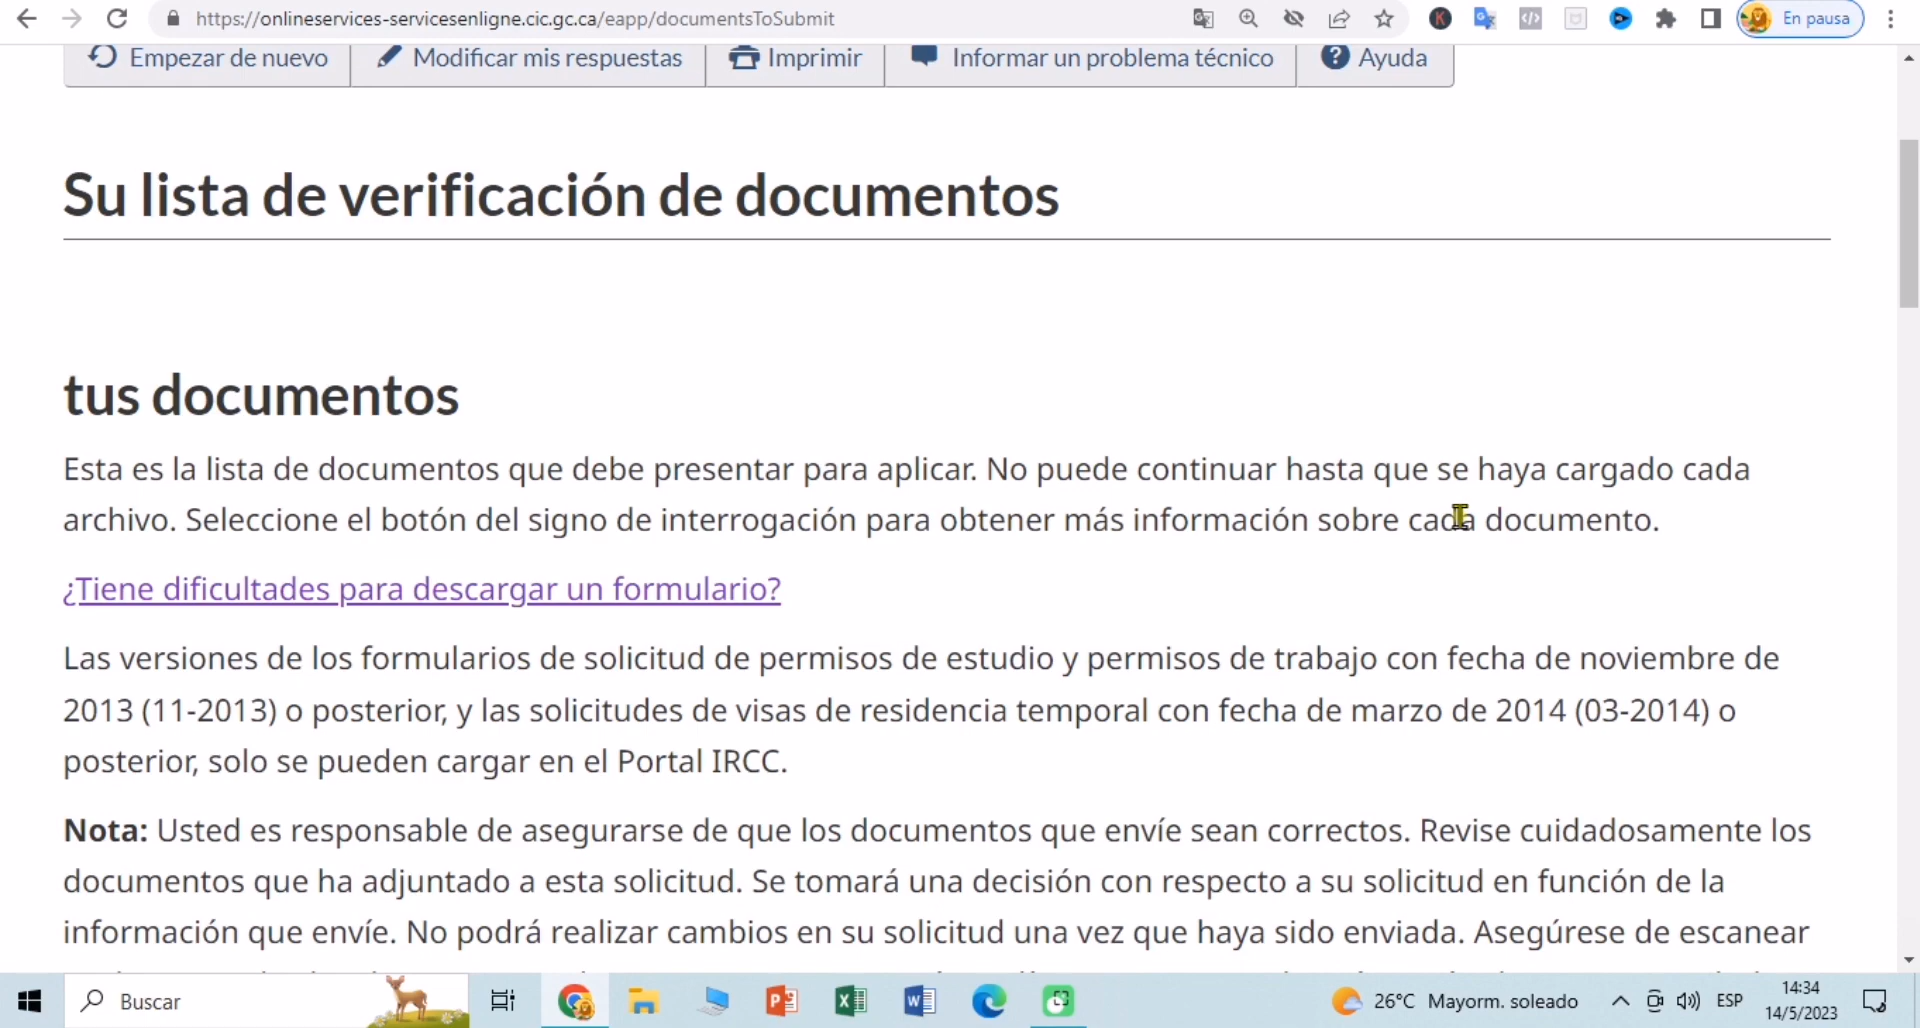 https://onlineservices-servicesenligne.cic.gc.ca/eapp/documentsToSubmit
K
En pausa
Empezar de nuevo
Modificar mis respuestas
Imprimir
Informar un problema técnico
Ayuda
Su lista de verificación de documentos
tus documentos
Esta es la lista de documentos que debe presentar para aplicar. No puede continuar hasta que se haya cargado cada
archivo. Seleccione el botón del signo de interrogación para obtener más información sobre cada documento.
¿Tiene dificultades para descargar un formulario?
Las versiones de los formularios de solicitud de permisos de estudio y permisos de trabajo con fecha de noviembre de
2013 (11-2013) o posterior, y las solicitudes de visas de residencia temporal con fecha de marzo de 2014 (03-2014) o
posterior, solo se pueden cargar en el Portal IRCC.
Nota: Usted es responsable de asegurarse de que los documentos que envíe sean correctos. Revise cuidadosamente los
documentos que ha adjuntado a esta solicitud. Se tomará una decisión con respecto a su solicitud en función de la
información que envíe. No podrá realizar cambios en su solicitud una vez que haya sido enviada. Asegúrese de escanear
Buscar
26°C Mayorm. soleado
ESP
14:34
14/5/2023